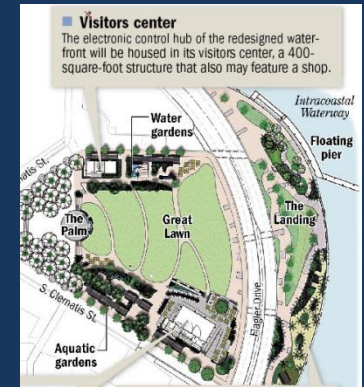 Visitors center
The electronic control hub of the redesigned water-
front will be housed in its visitors center, a 400-
square-foot structure that also may feature a shop.
Intracoastal
Waterway
Water
gardens
Floating
pier
Clematis St.
The
Palm
Great
Lawn
The
Landing
S. Clematis St.
Flagler Drive
Aquatic
gardens